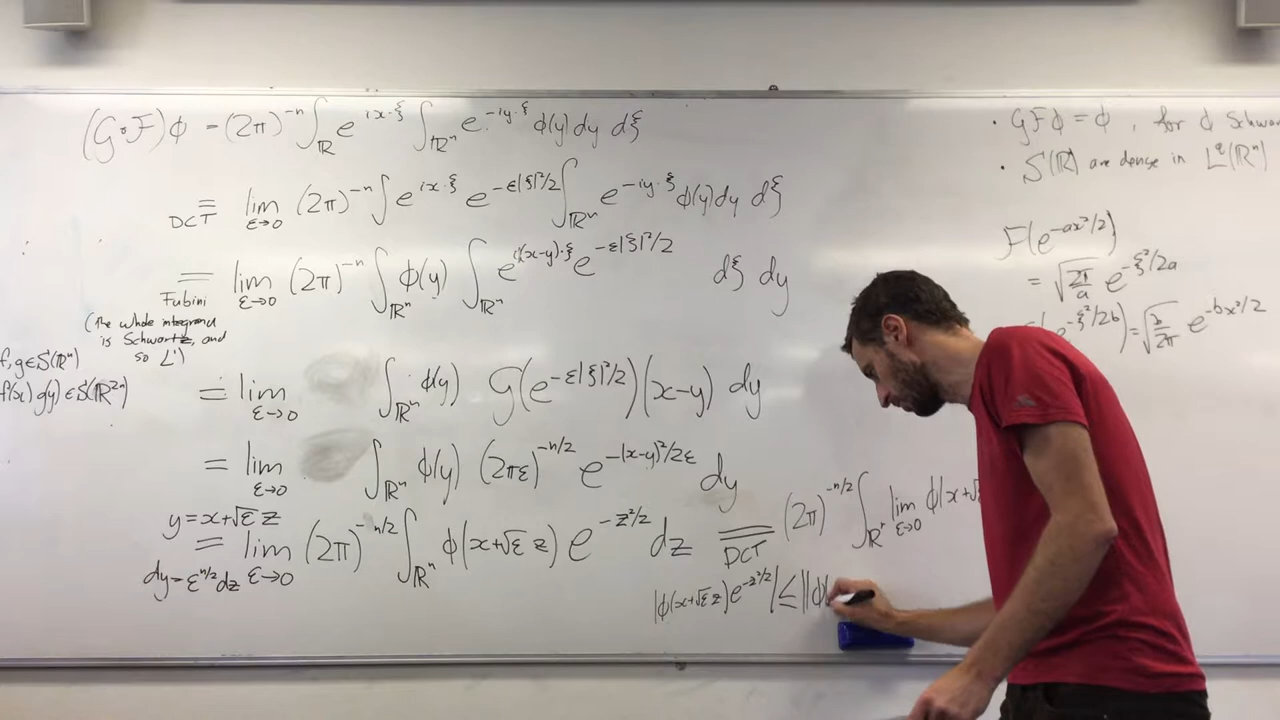 (G∘F)ϕ = (2π)^{-n} ∫_ℝ e^{ix·ξ} ∫_{ℝ^n} e^{-iy·ξ} ϕ(y) dy dξ
=_{DCT} lim_{ε→0} (2π)^{-n} ∫ e^{ix·ξ} e^{-ε|ξ|²/2} ∫_{ℝ^n} e^{-iy·ξ} ϕ(y) dy dξ
= lim_{ε→0} (2π)^{-n} ∫_{ℝ^n} ϕ(y) ∫_{ℝ^n} e^{i(x-y)·ξ} e^{-ε|ξ|²/2} dξ dy
Fubini
(the whole integrand
is Schwartz, and
so L¹)
f, g ∈ S(ℝ^n)
f(x) g(y) ∈ S(ℝ^{2n})
= lim_{ε→0} ∫_{ℝ^n} ϕ(y) G(e^{-ε|ξ|²/2})(x-y) dy
= lim_{ε→0} ∫_{ℝ^n} ϕ(y) (2πε)^{-n/2} e^{-(x-y)²/2ε} dy
y = x+√ε z
dy = ε^{n/2} dz
= lim_{ε→0} (2π)^{-n/2} ∫_{ℝ^n} ϕ(x+√ε z) e^{-z²/2} dz =_{DCT} (2π)^{-n/2} ∫_{ℝ^n} lim_{ε→0} ϕ(x+√ε
|ϕ(x+√ε z) e^{-z²/2}| ≤ ||ϕ|
· GFϕ = ϕ, for ϕ Schwar
· S(ℝ) are dense in L^q(ℝ^n)
F(e^{-ax²/2})
= √(2π/a) e^{-ξ²/2a}
e^{-ξ²/2b}) = √(b/2π) e^{-bx²/2}